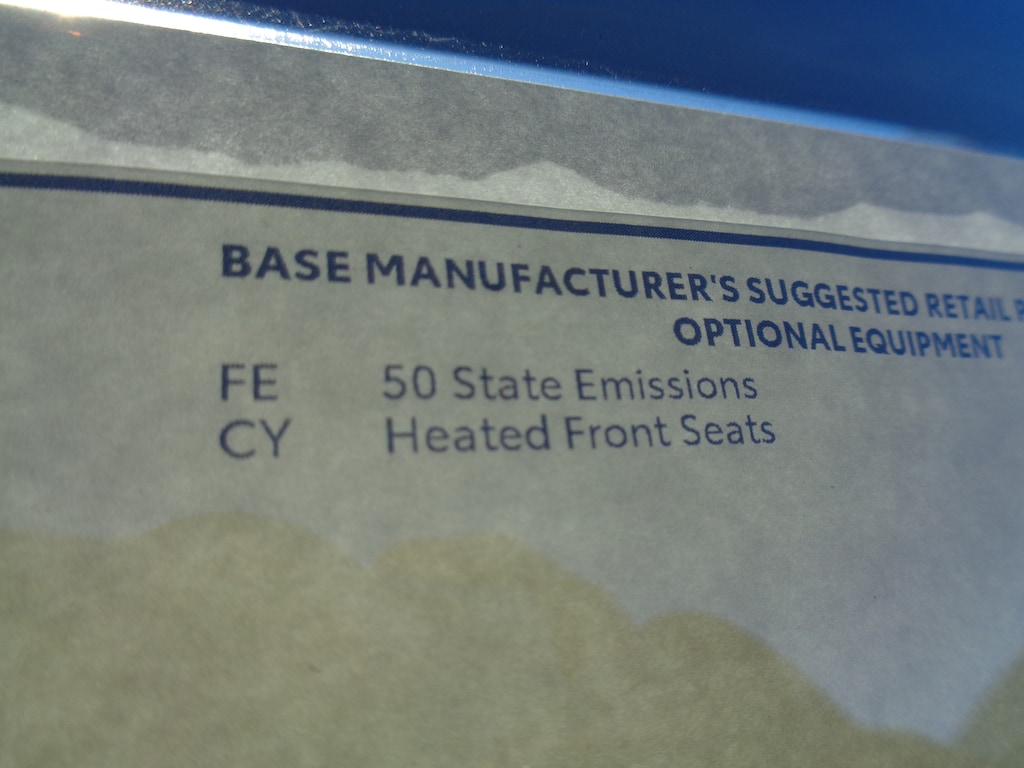 BASE MANUFACTURER'S SUGGESTED RETAIL
OPTIONAL EQUIPMENT
FE 50 State Emissions
CY Heated Front Seats